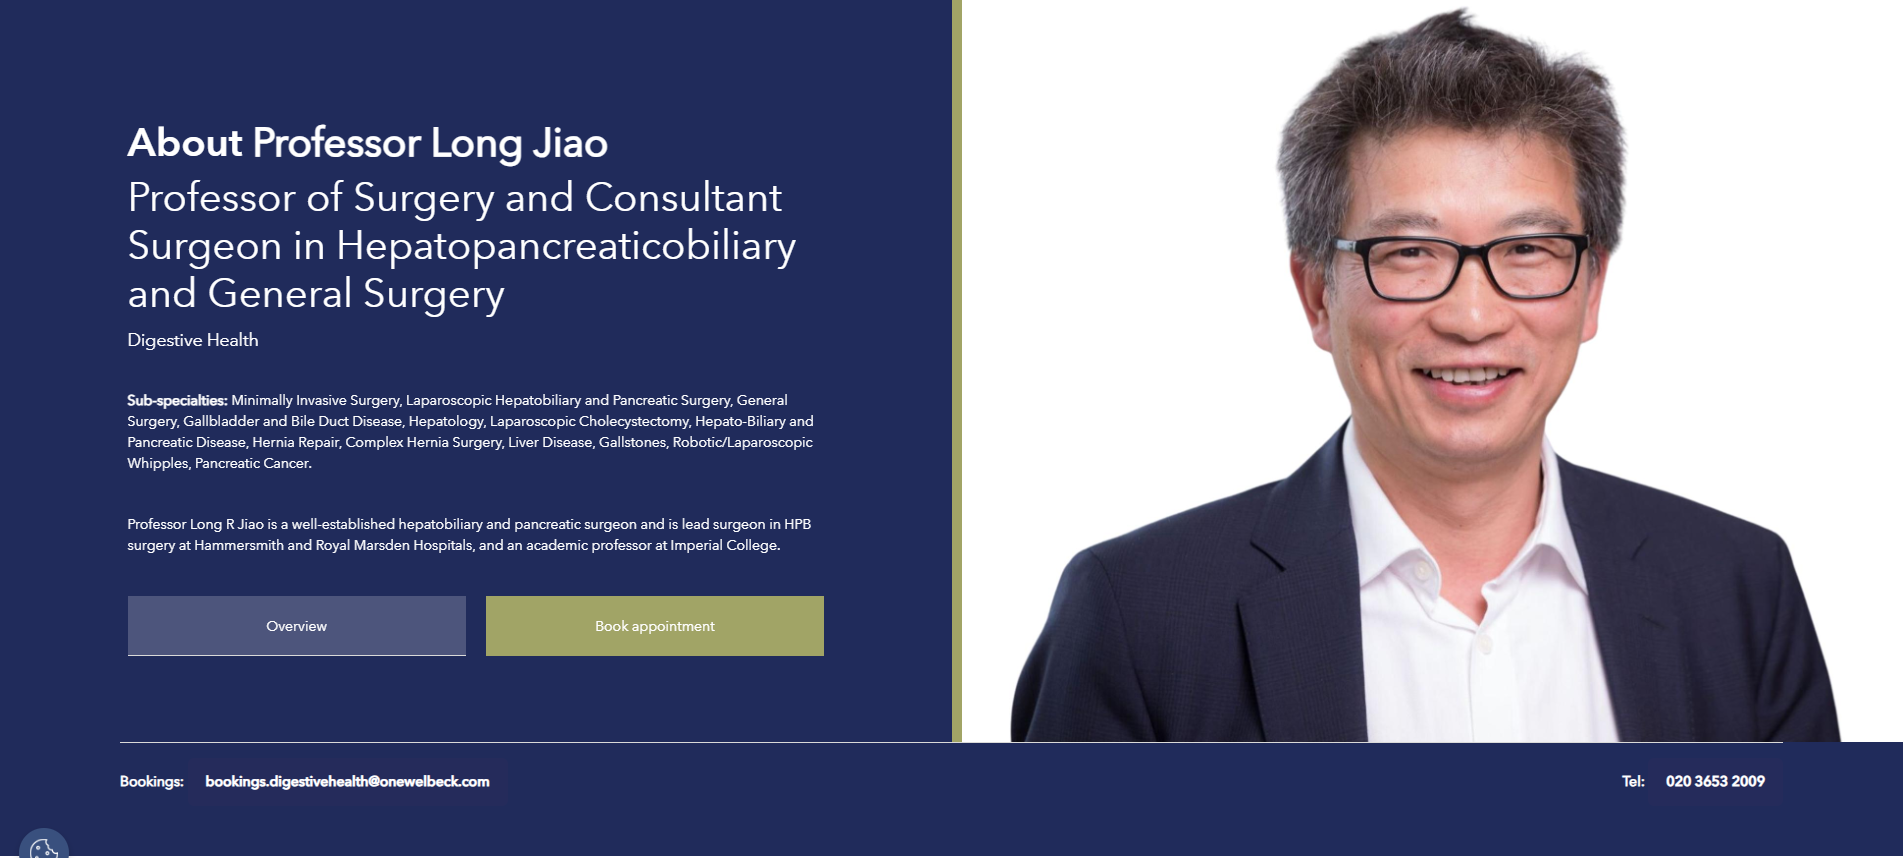 About Professor Long Jiao
Professor of Surgery and Consultant
Surgeon in Hepatopancreaticobiliary
and General Surgery
Digestive Health
Sub-specialties: Minimally Invasive Surgery, Laparoscopic Hepatobiliary and Pancreatic Surgery, General
Surgery, Gallbladder and Bile Duct Disease, Hepatology, Laparoscopic Cholecystectomy, Hepato-Biliary and
Pancreatic Disease, Hernia Repair, Complex Hernia Surgery, Liver Disease, Gallstones, Robotic/Laparoscopic
Whipples, Pancreatic Cancer.
Professor Long R Jiao is a well-established hepatobiliary and pancreatic surgeon and is lead surgeon in HPB
surgery at Hammersmith and Royal Marsden Hospitals, and an academic professor at Imperial College.
Overview
Book appointment
Bookings: bookings.digestivehealth@onewelbeck.com
Tel: 020 3653 2009